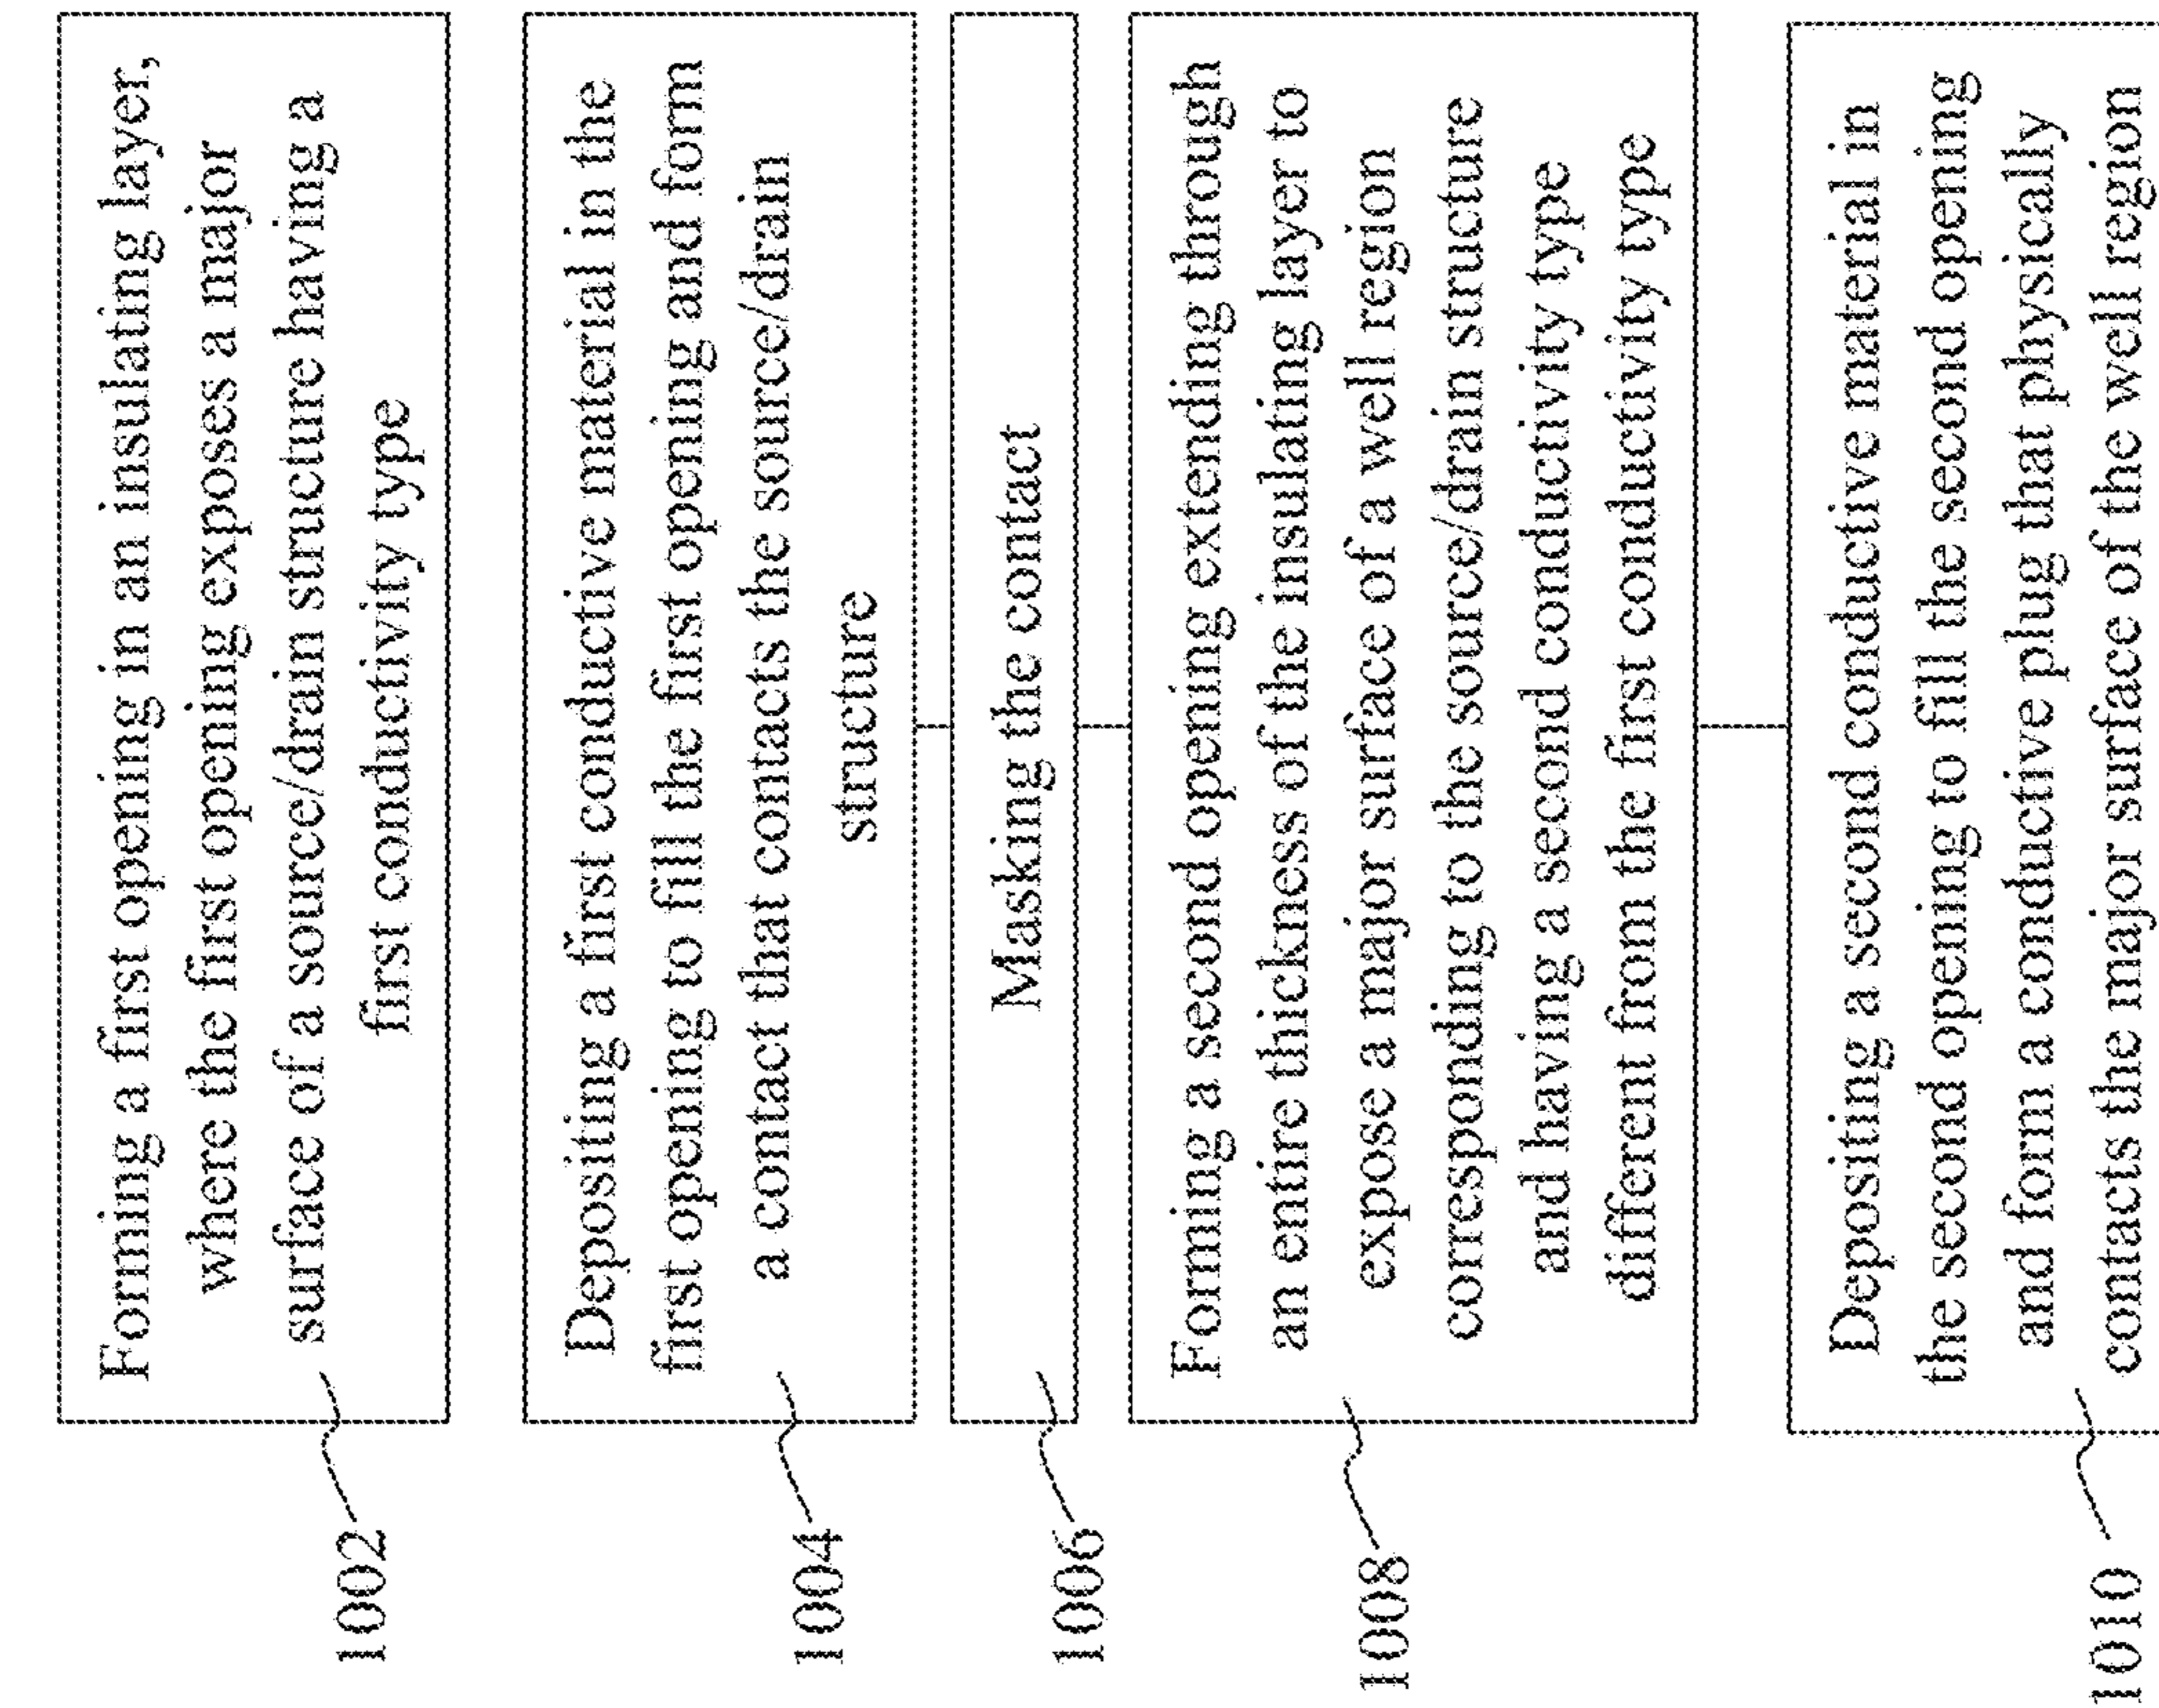 Forming a first opening in an insulating layer,
where the first opening exposes a major
surface of a source/drain structure having a
first conductivity type
1002
Depositing a first conductive material in the
first opening to fill the first opening and form
a contact that contacts the source/drain
structure
1004
Masking the contact
1006
Forming a second opening extending through
an entire thickness of the insulating layer to
expose a major surface of a well region
corresponding to the source/drain structure
and having a second conductivity type
different from the first conductivity type
1008
Depositing a second conductive material in
the second opening to fill the second opening
and form a conductive plug that physically
contacts the major surface of the well region
1010